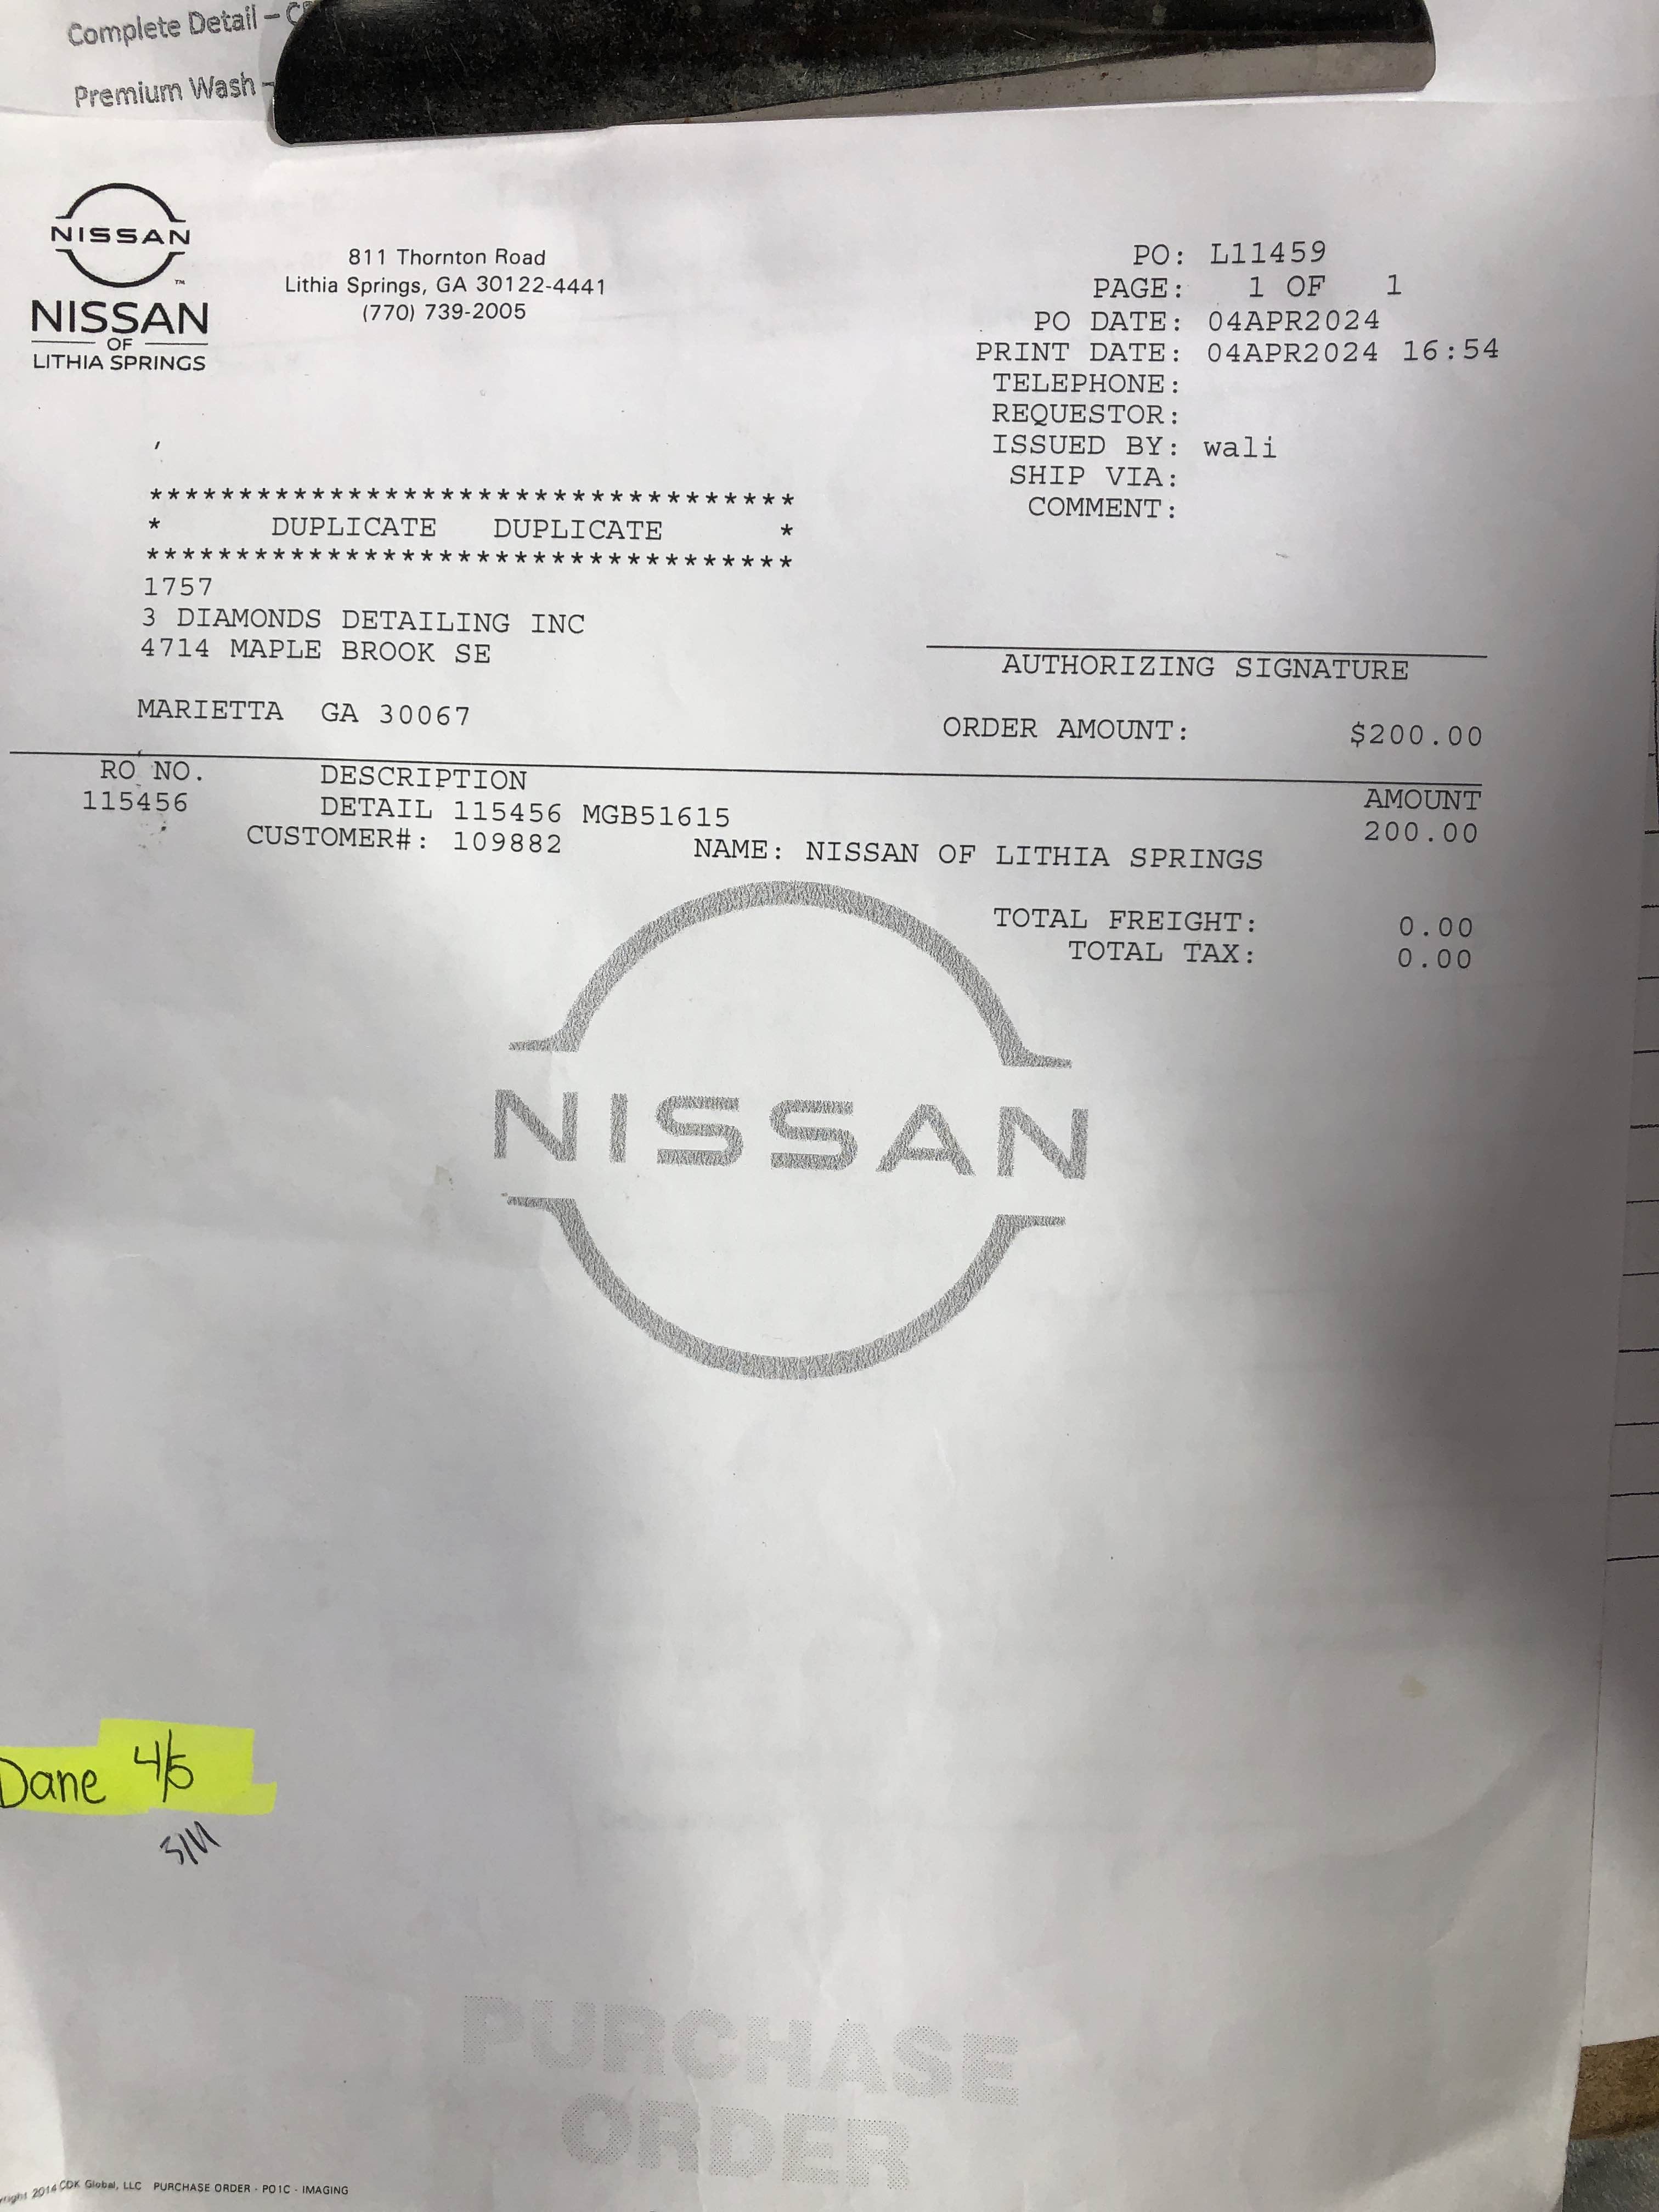 Complete Detail –
Premium Wash –
NISSAN
™
NISSAN
OF
LITHIA SPRINGS
811 Thornton Road
Lithia Springs, GA 30122-4441
(770) 739-2005
PO: L11459
PAGE: 1 OF 1
PO DATE: 04APR2024
PRINT DATE: 04APR2024 16:54
TELEPHONE:
REQUESTOR:
ISSUED BY: wali
SHIP VIA:
COMMENT:
***********************************
* DUPLICATE DUPLICATE *
***********************************
1757
3 DIAMONDS DETAILING INC
4714 MAPLE BROOK SE
MARIETTA GA 30067
AUTHORIZING SIGNATURE
ORDER AMOUNT: $200.00
RO NO. DESCRIPTION AMOUNT
115456 DETAIL 115456 MGB51615 200.00
CUSTOMER#: 109882 NAME: NISSAN OF LITHIA SPRINGS
TOTAL FREIGHT: 0.00
TOTAL TAX: 0.00
NISSAN
Dane 4/5
PURCHASE
ORDER
2014 CDK Global, LLC PURCHASE ORDER - PO1C - IMAGING